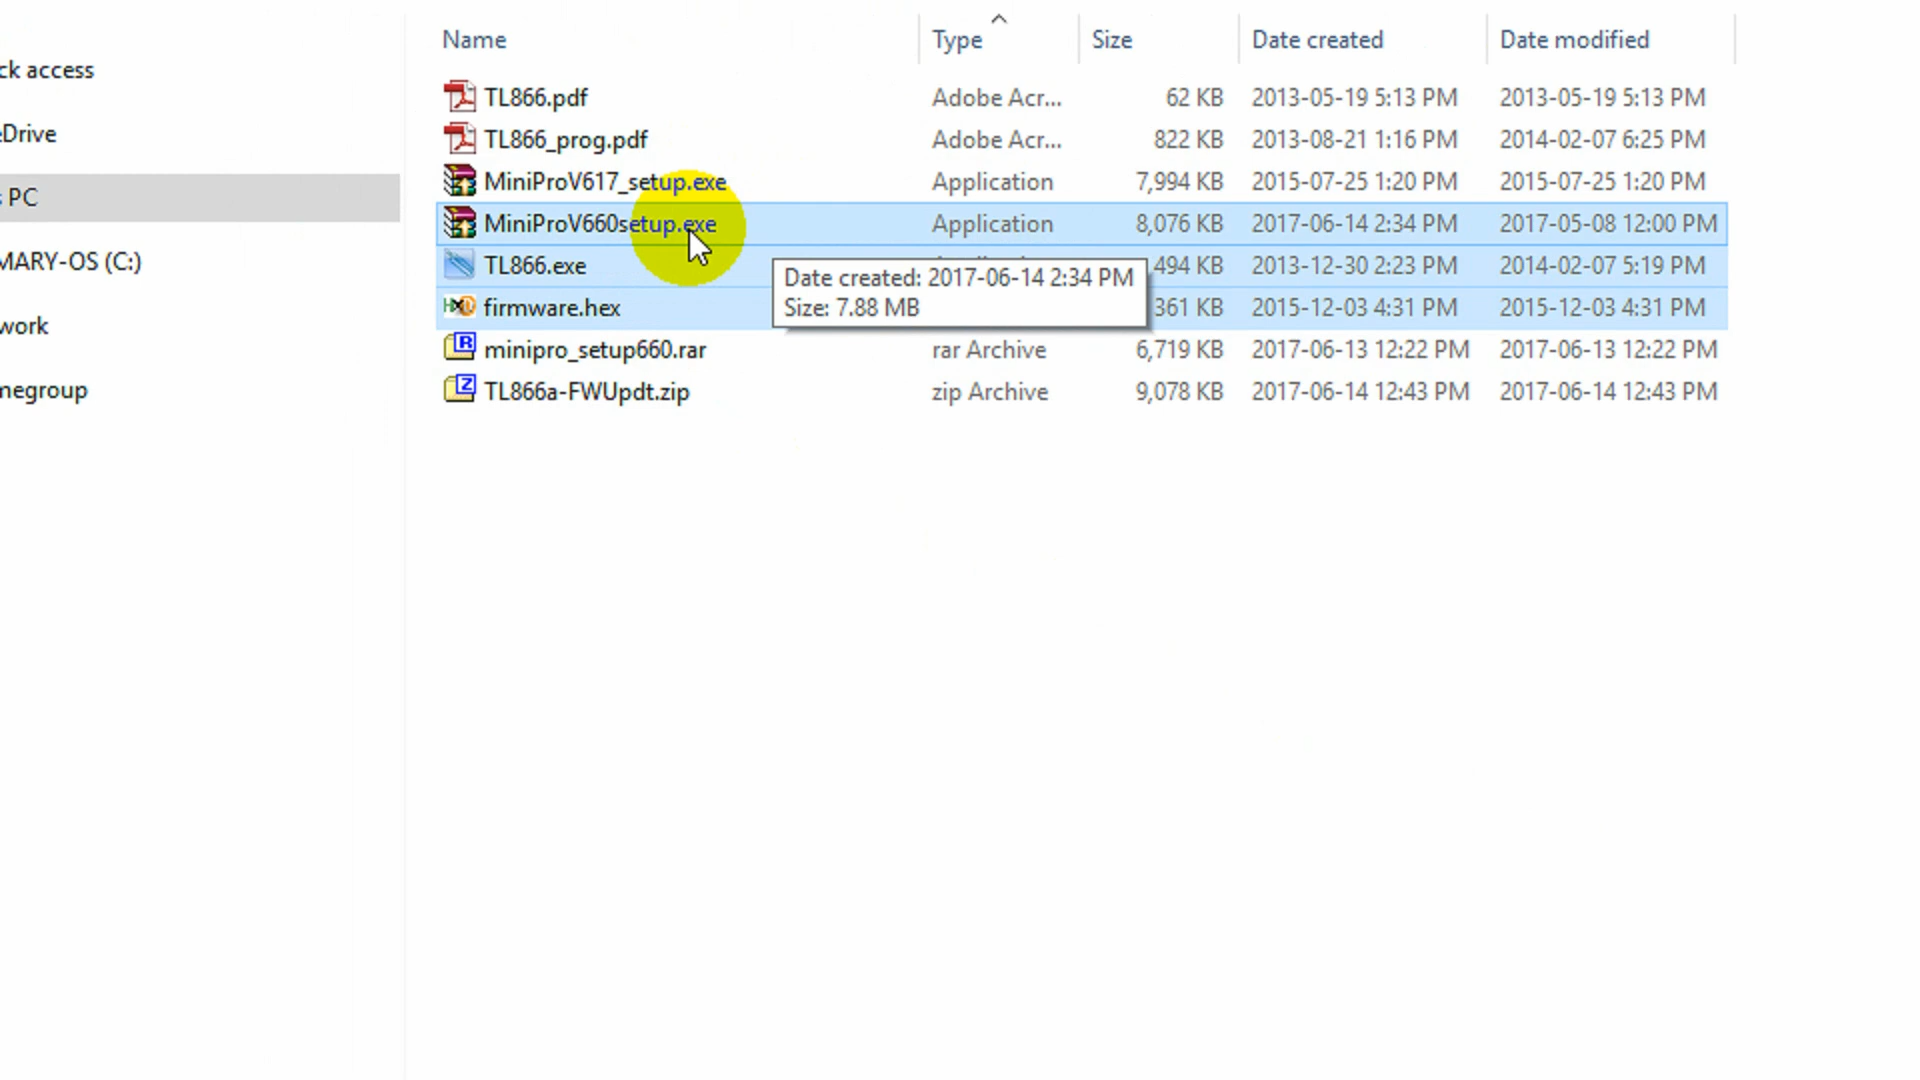 Name Type Size Date created Date modified
ck access
Drive
PC
MARY-OS (C:)
work
megroup
TL866.pdf Adobe Acr... 62 KB 2013-05-19 5:13 PM 2013-05-19 5:13 PM
TL866_prog.pdf Adobe Acr... 822 KB 2013-08-21 1:16 PM 2014-02-07 6:25 PM
MiniProV617_setup.exe Application 7,994 KB 2015-07-25 1:20 PM 2015-07-25 1:20 PM
MiniProV660setup.exe Application 8,076 KB 2017-06-14 2:34 PM 2017-05-08 12:00 PM
TL866.exe 494 KB 2013-12-30 2:23 PM 2014-02-07 5:19 PM
Date created: 2017-06-14 2:34 PM
Size: 7.88 MB
firmware.hex 361 KB 2015-12-03 4:31 PM 2015-12-03 4:31 PM
minipro_setup660.rar rar Archive 6,719 KB 2017-06-13 12:22 PM 2017-06-13 12:22 PM
TL866a-FWUpdt.zip zip Archive 9,078 KB 2017-06-14 12:43 PM 2017-06-14 12:43 PM